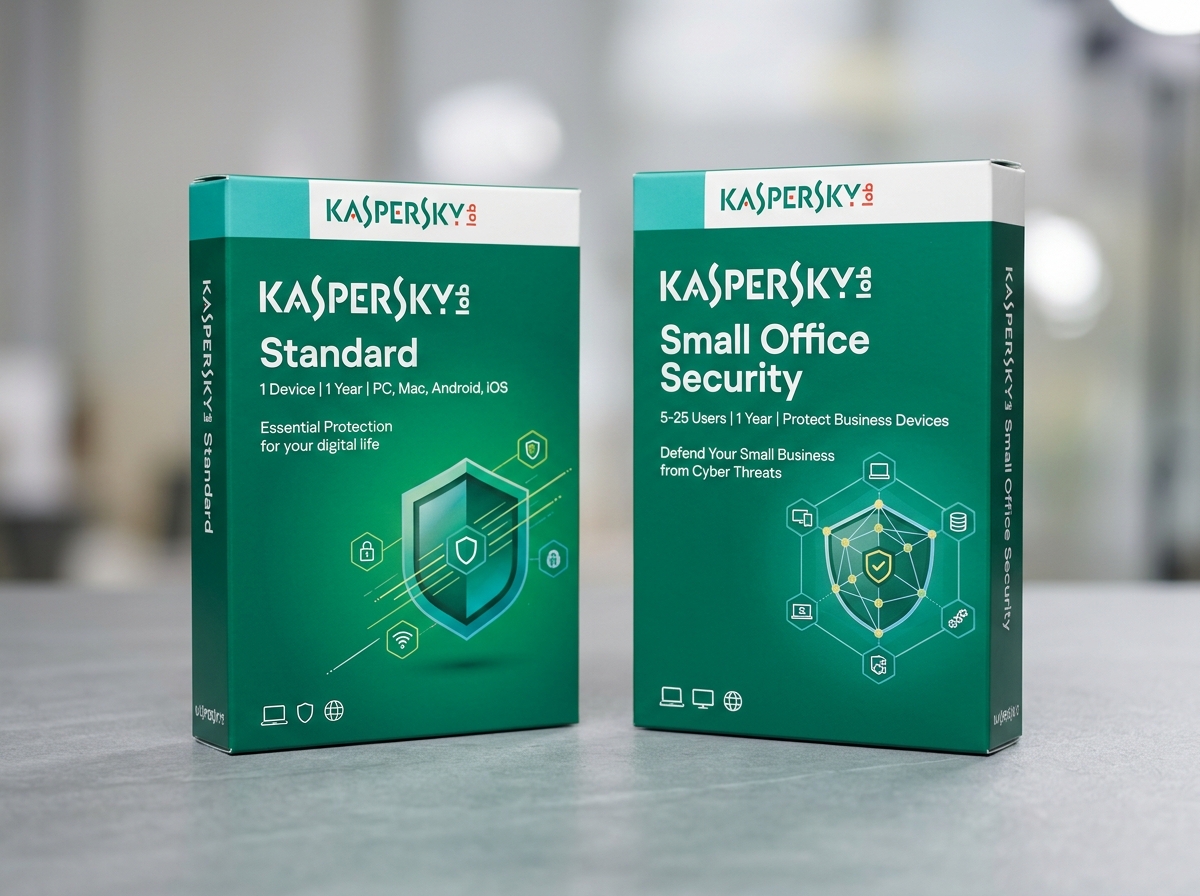 KASPERSKY lab
KASPERSKY lab
Standard
1 Device | 1 Year | PC, Mac, Android, iOS
Essential Protection
for your digital life
KASPERSKY lab Standard
KASPERSKY lab
KASPERSKY lab
Small Office
Security
5-25 Users | 1 Year | Protect Business Devices
Defend Your Small Business
from Cyber Threats
KASPERSKY lab Small Office Security